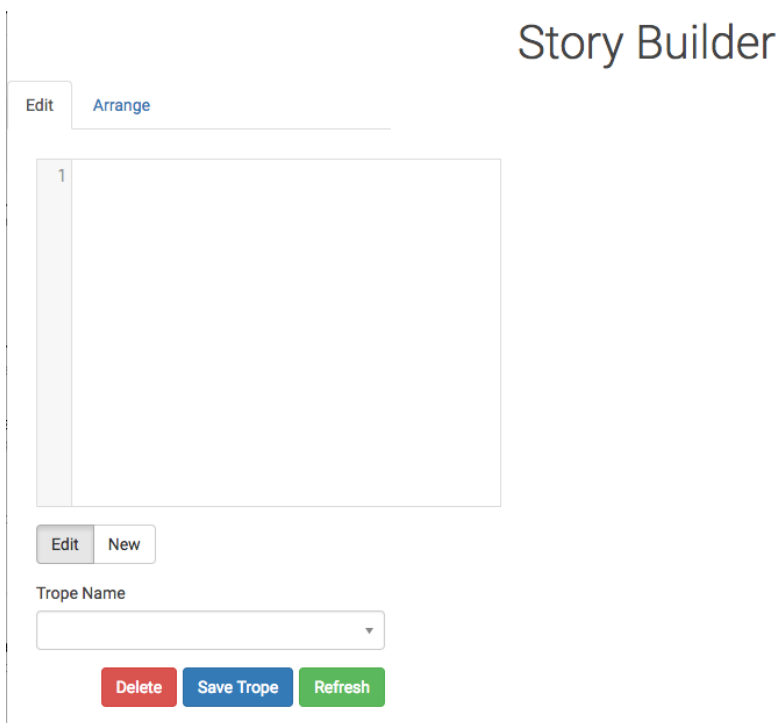 Story Builder
Edit Arrange
1
Edit New
Trope Name
Delete Save Trope Refresh